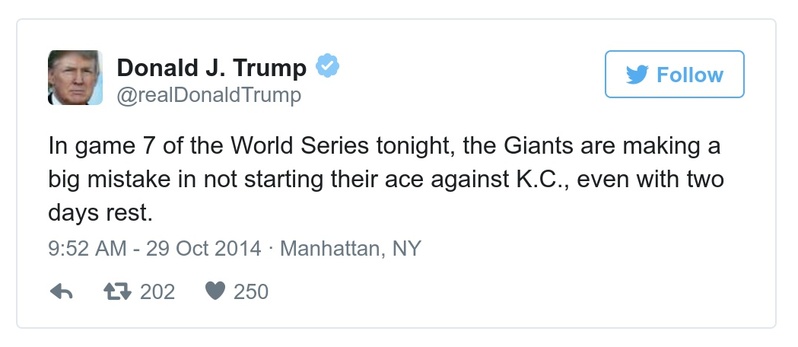 Donald J. Trump
@realDonaldTrump
Follow
In game 7 of the World Series tonight, the Giants are making a
big mistake in not starting their ace against K.C., even with two
days rest.
9:52 AM - 29 Oct 2014 · Manhattan, NY
202 250